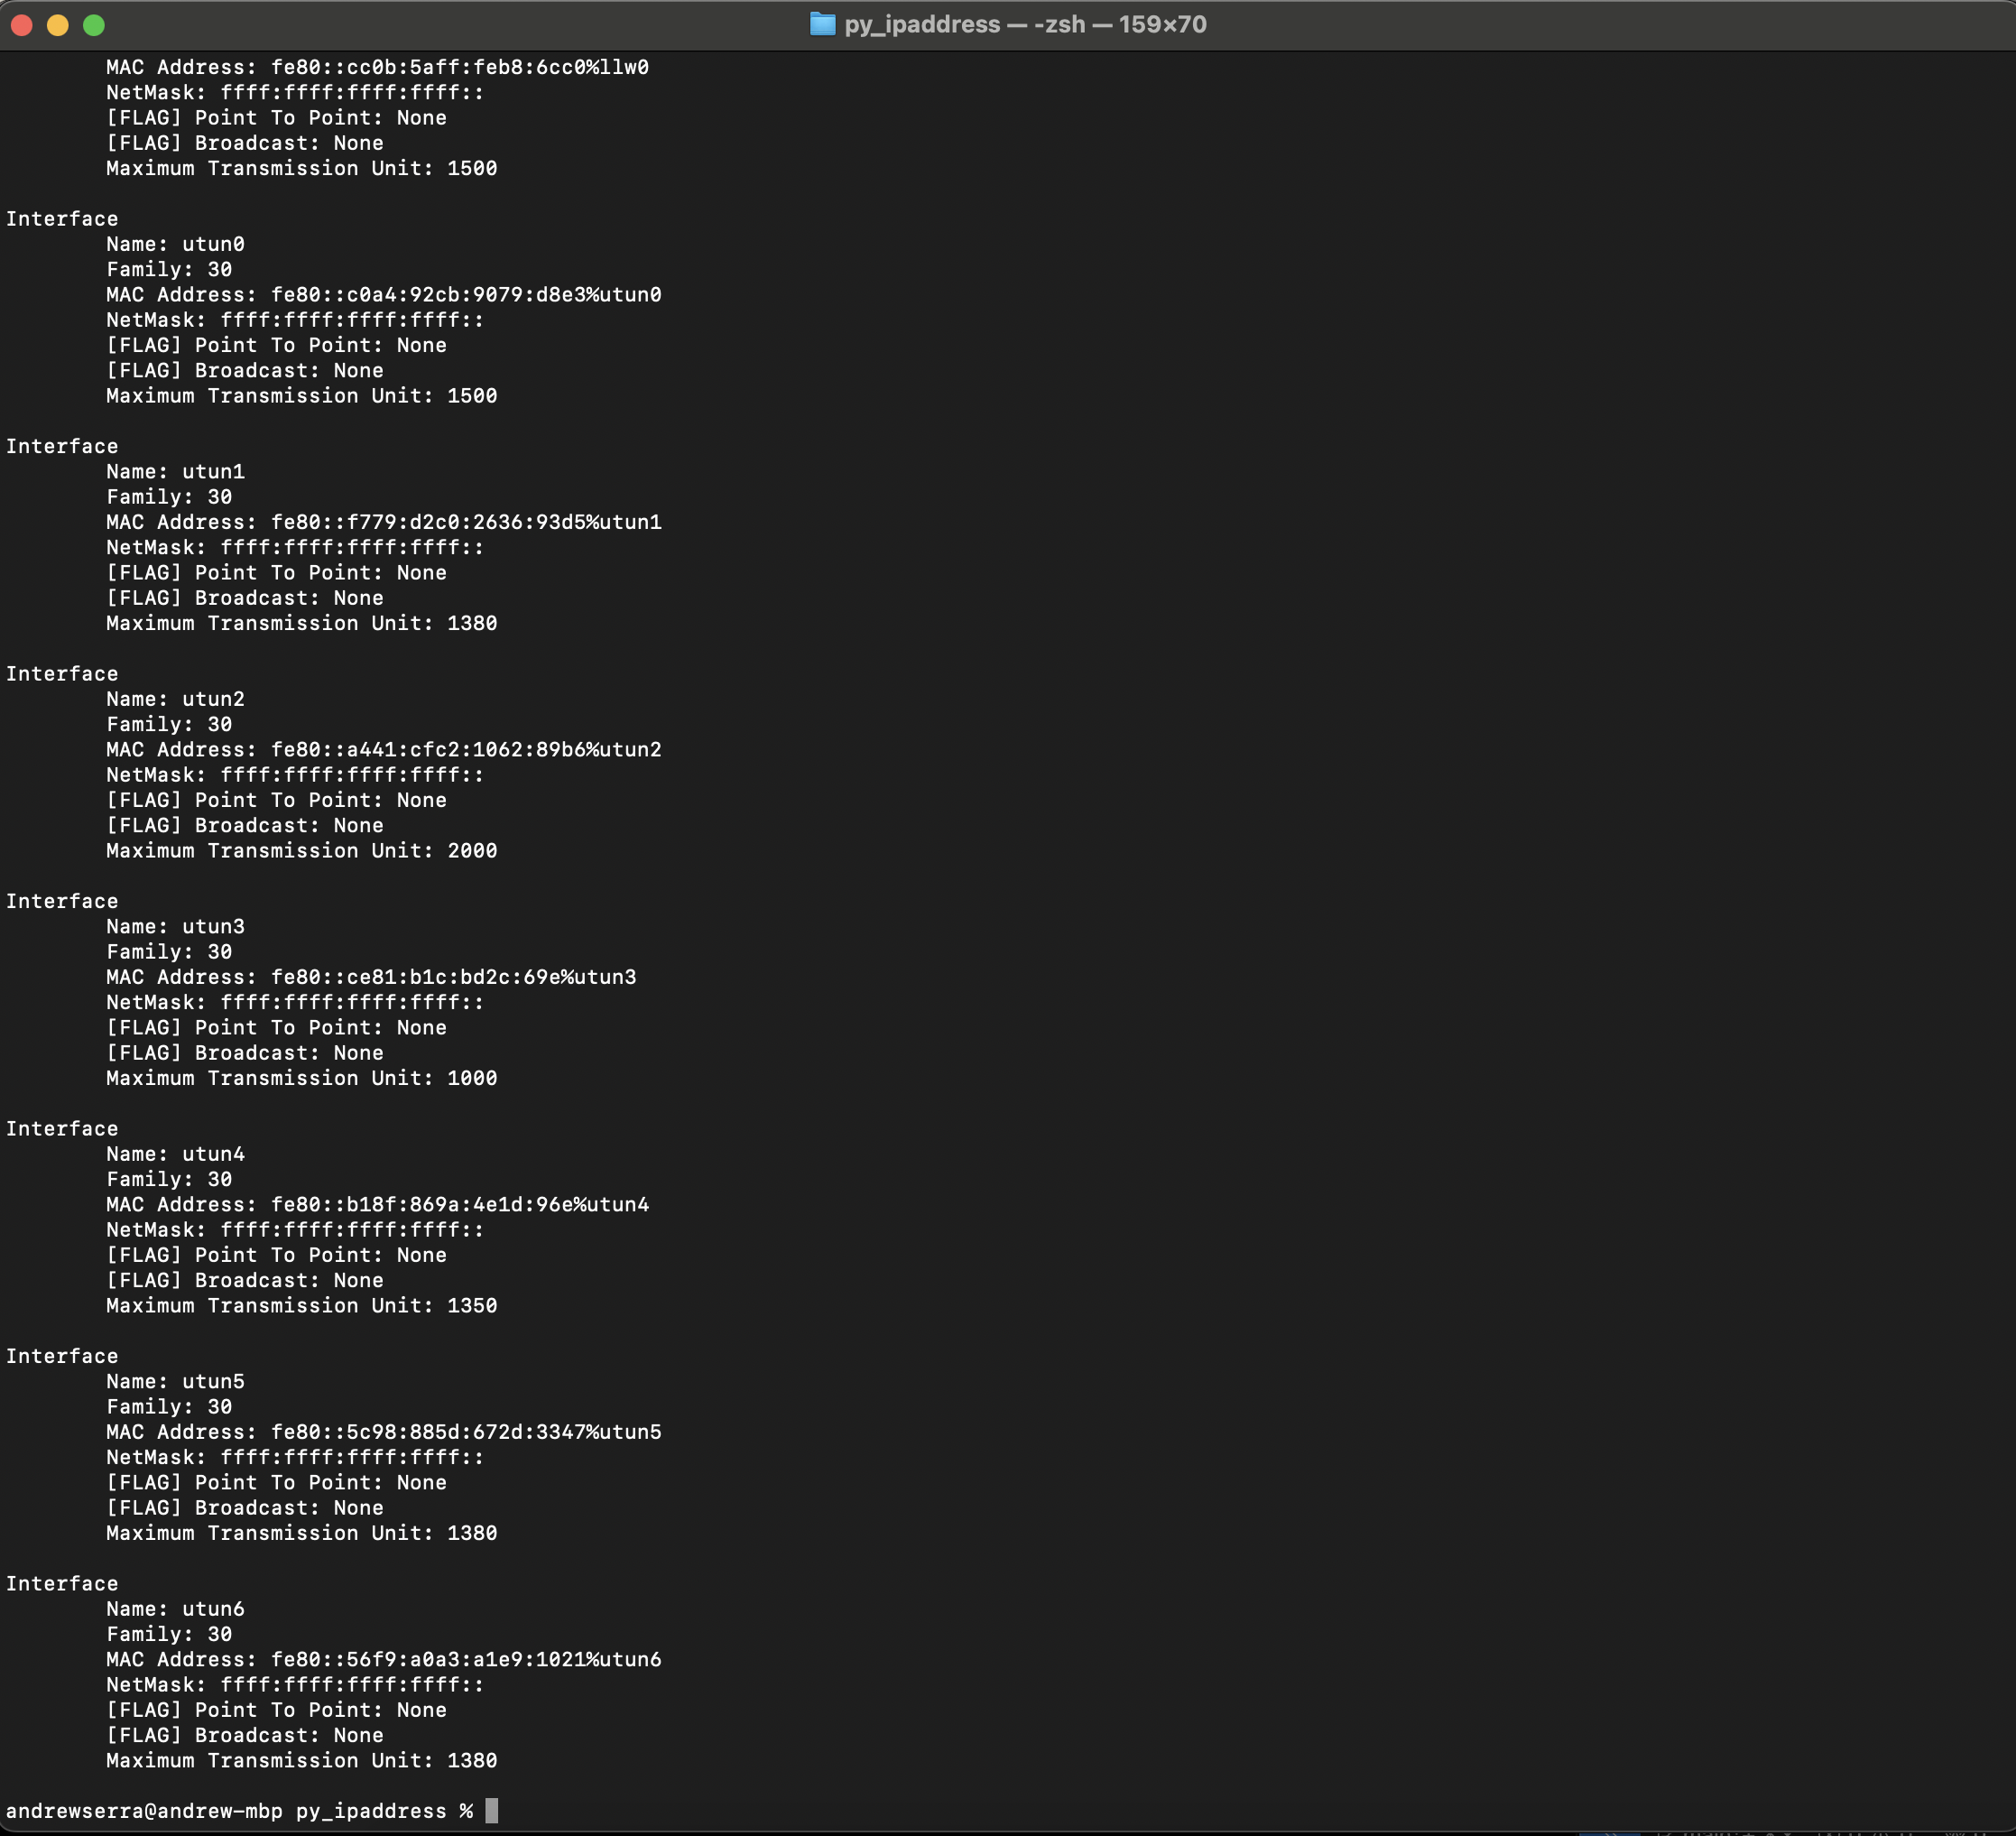 py_ipaddress — -zsh — 159×70
MAC Address: fe80::cc0b:5aff:feb8:6cc0%llw0
NetMask: ffff:ffff:ffff:ffff::
[FLAG] Point To Point: None
[FLAG] Broadcast: None
Maximum Transmission Unit: 1500
Interface
Name: utun0
Family: 30
MAC Address: fe80::c0a4:92cb:9079:d8e3%utun0
NetMask: ffff:ffff:ffff:ffff::
[FLAG] Point To Point: None
[FLAG] Broadcast: None
Maximum Transmission Unit: 1500
Interface
Name: utun1
Family: 30
MAC Address: fe80::f779:d2c0:2636:93d5%utun1
NetMask: ffff:ffff:ffff:ffff::
[FLAG] Point To Point: None
[FLAG] Broadcast: None
Maximum Transmission Unit: 1380
Interface
Name: utun2
Family: 30
MAC Address: fe80::a441:cfc2:1062:89b6%utun2
NetMask: ffff:ffff:ffff:ffff::
[FLAG] Point To Point: None
[FLAG] Broadcast: None
Maximum Transmission Unit: 2000
Interface
Name: utun3
Family: 30
MAC Address: fe80::ce81:b1c:bd2c:69e%utun3
NetMask: ffff:ffff:ffff:ffff::
[FLAG] Point To Point: None
[FLAG] Broadcast: None
Maximum Transmission Unit: 1000
Interface
Name: utun4
Family: 30
MAC Address: fe80::b18f:869a:4e1d:96e%utun4
NetMask: ffff:ffff:ffff:ffff::
[FLAG] Point To Point: None
[FLAG] Broadcast: None
Maximum Transmission Unit: 1350
Interface
Name: utun5
Family: 30
MAC Address: fe80::5c98:885d:672d:3347%utun5
NetMask: ffff:ffff:ffff:ffff::
[FLAG] Point To Point: None
[FLAG] Broadcast: None
Maximum Transmission Unit: 1380
Interface
Name: utun6
Family: 30
MAC Address: fe80::56f9:a0a3:a1e9:1021%utun6
NetMask: ffff:ffff:ffff:ffff::
[FLAG] Point To Point: None
[FLAG] Broadcast: None
Maximum Transmission Unit: 1380
andrewserra@andrew-mbp py_ipaddress %